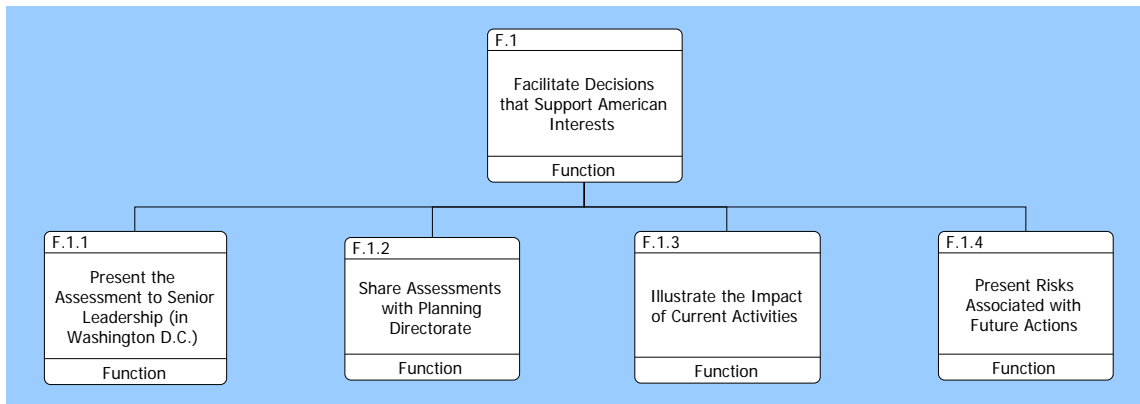 F.1
Facilitate Decisions
that Support American
Interests
Function
F.1.1
Present the
Assessment to Senior
Leadership (in
Washington D.C.)
Function
F.1.2
Share Assessments
with Planning
Directorate
Function
F.1.3
Illustrate the Impact
of Current Activities
Function
F.1.4
Present Risks
Associated with
Future Actions
Function